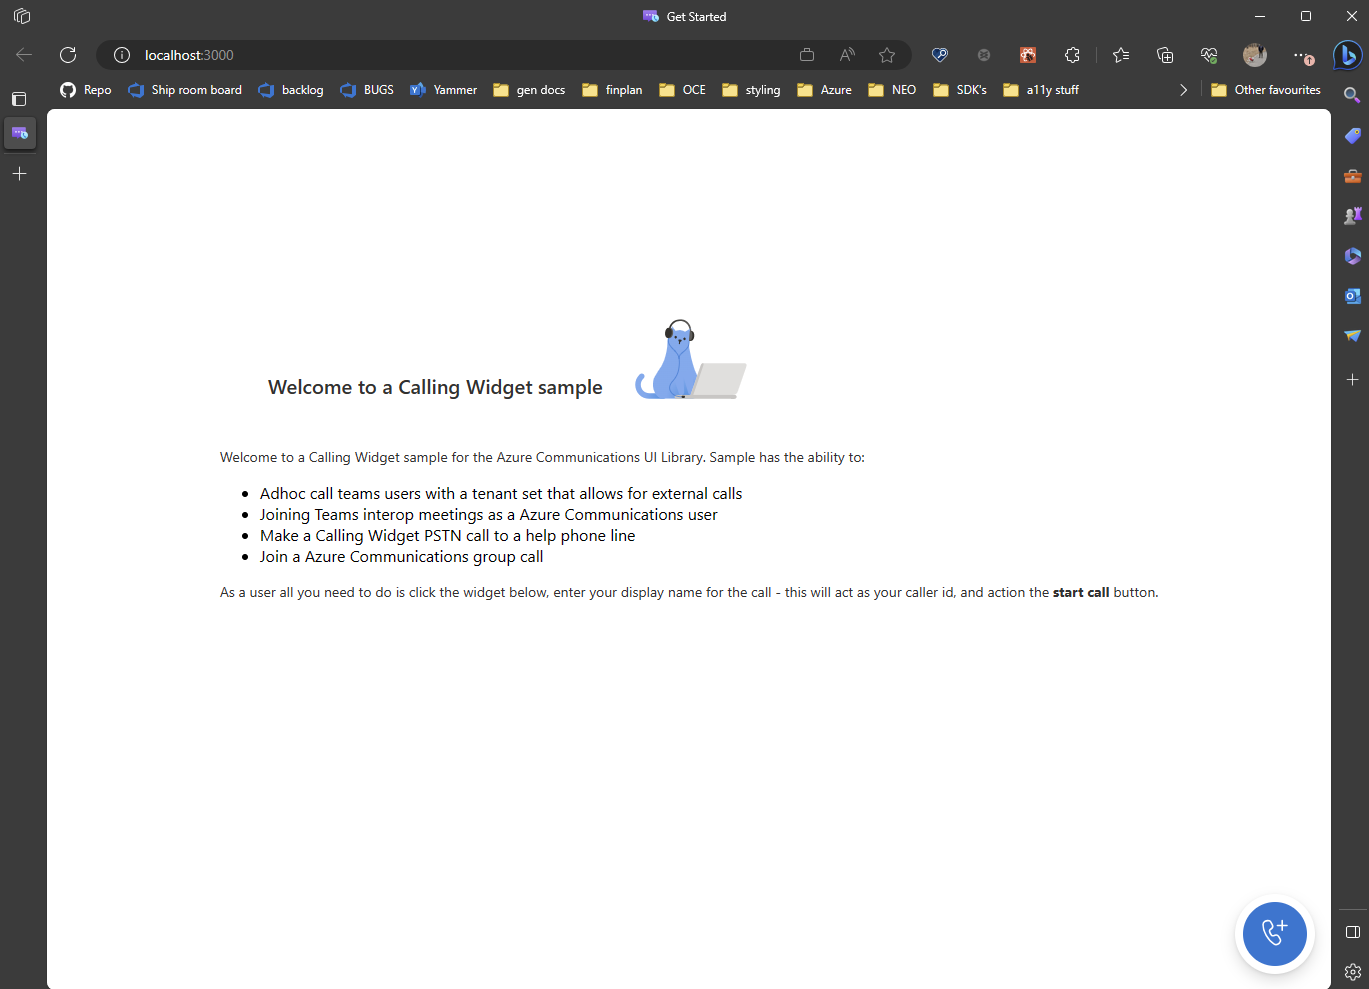 Get Started
localhost:3000
Repo Ship room board backlog BUGS Yammer gen docs finplan OCE styling Azure NEO SDK's a11y stuff Other favourites
Welcome to a Calling Widget sample
Welcome to a Calling Widget sample for the Azure Communications UI Library. Sample has the ability to:
• Adhoc call teams users with a tenant set that allows for external calls
• Joining Teams interop meetings as a Azure Communications user
• Make a Calling Widget PSTN call to a help phone line
• Join a Azure Communications group call
As a user all you need to do is click the widget below, enter your display name for the call - this will act as your caller id, and action the start call button.